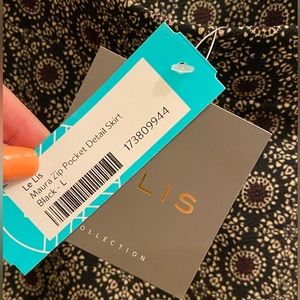 Le Lis
Maura Zip Pocket Detail Skirt
Black - L
173809944
LIS
COLLECTION